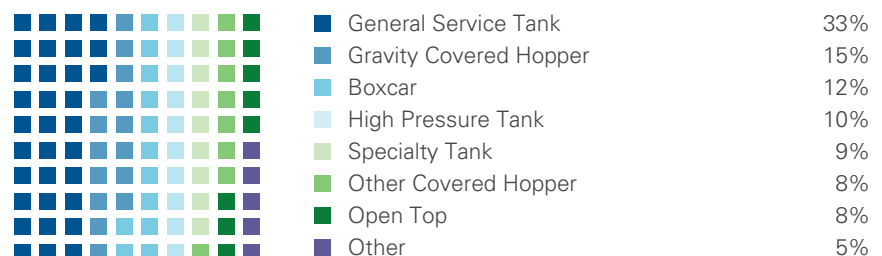 General Service Tank 33%
Gravity Covered Hopper 15%
Boxcar 12%
High Pressure Tank 10%
Specialty Tank 9%
Other Covered Hopper 8%
Open Top 8%
Other 5%